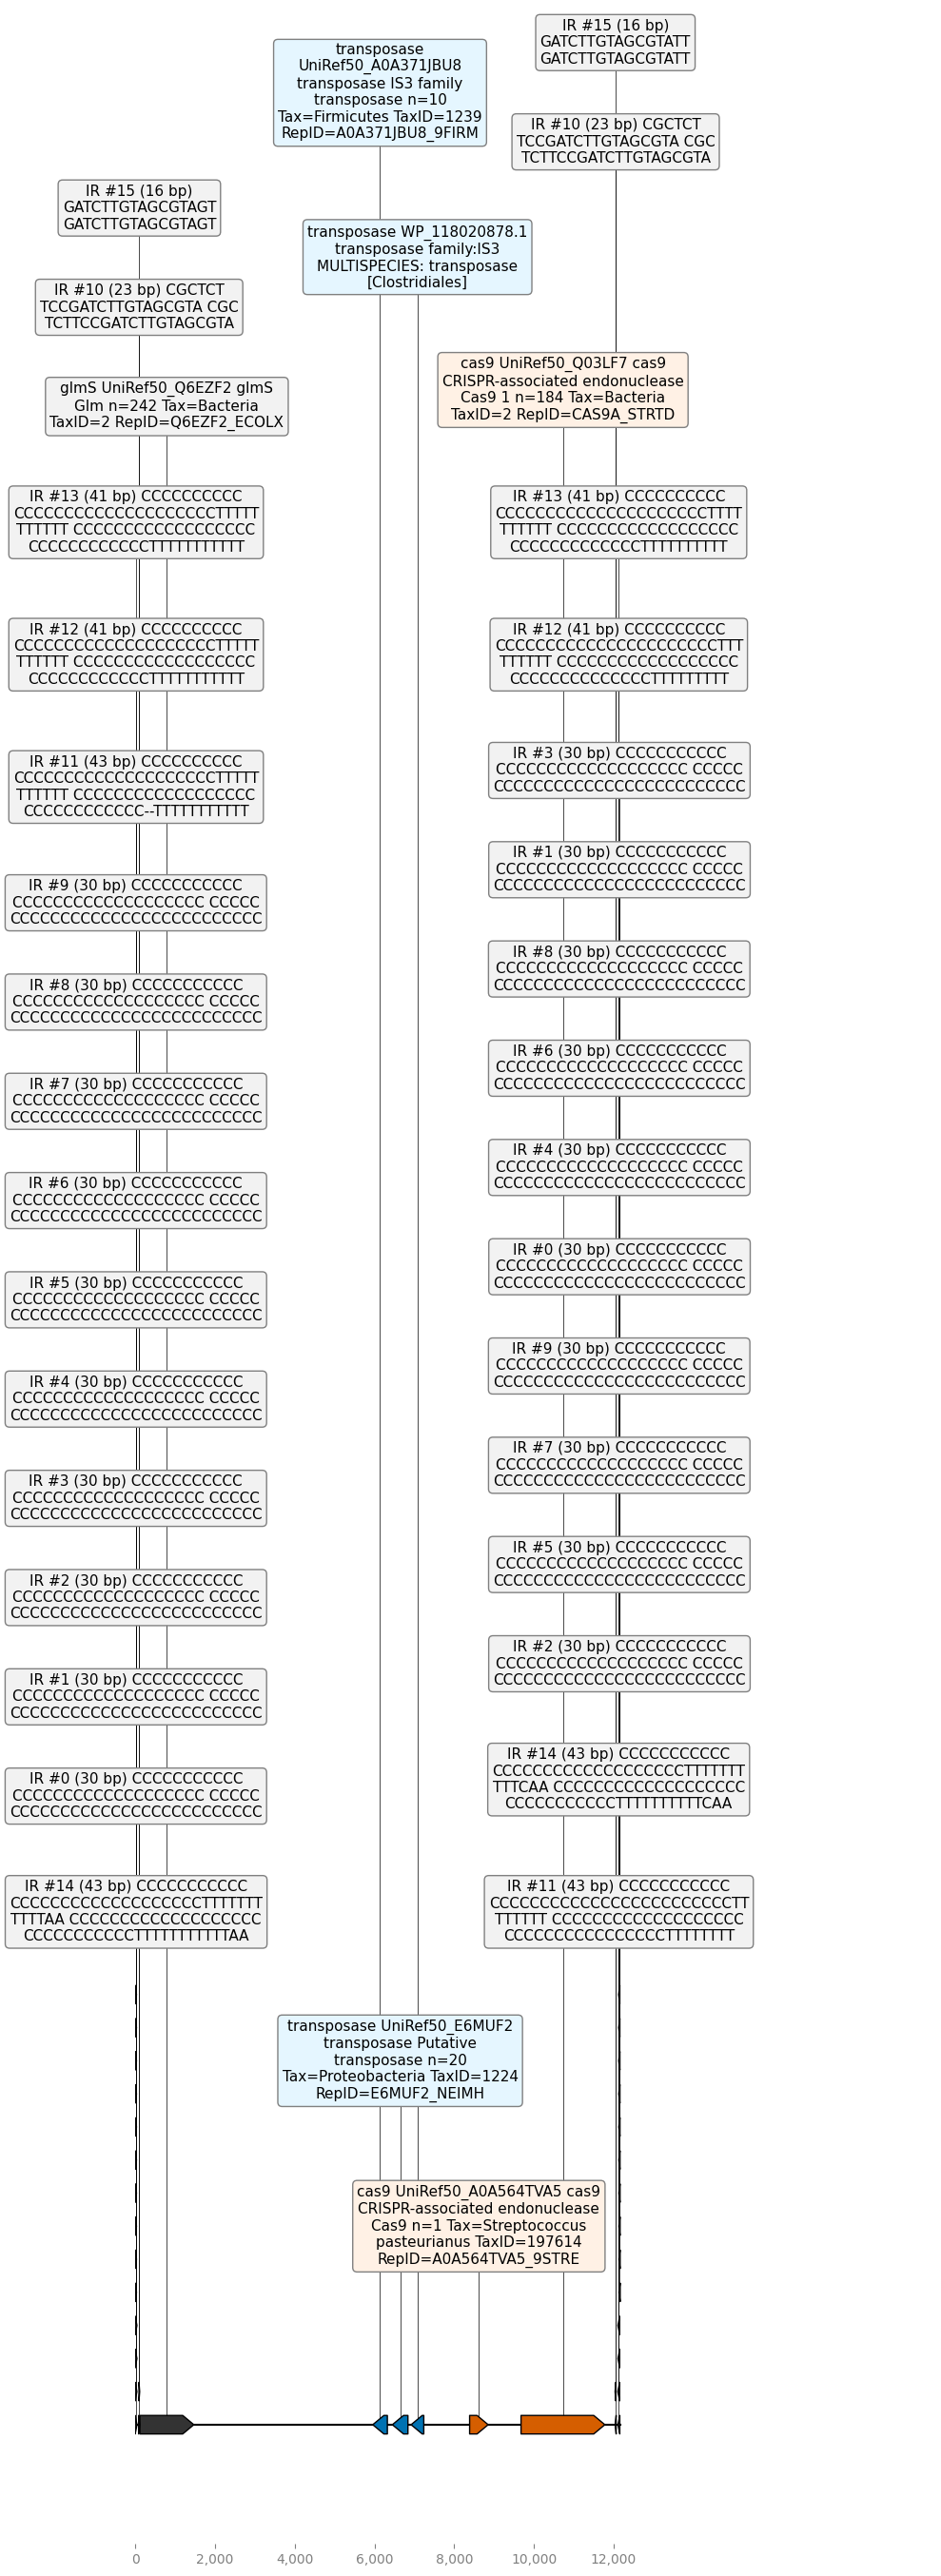 IR #15 (16 bp)
GATCTTGTAGCGTATT
GATCTTGTAGCGTATT
transposase
UniRef50_A0A371JBU8
transposase IS3 family
transposase n=10
Tax=Firmicutes TaxID=1239
RepID=A0A371JBU8_9FIRM
IR #10 (23 bp) CGCTCT
TCCGATCTTGTAGCGTA CGC
TCTTCCGATCTTGTAGCGTA
IR #15 (16 bp)
GATCTTGTAGCGTAGT
GATCTTGTAGCGTAGT
transposase WP_118020878.1
transposase family:IS3
MULTISPECIES: transposase
[Clostridiales]
IR #10 (23 bp) CGCTCT
TCCGATCTTGTAGCGTA CGC
TCTTCCGATCTTGTAGCGTA
cas9 UniRef50_Q03LF7 cas9
CRISPR-associated endonuclease
Cas9 1 n=184 Tax=Bacteria
TaxID=2 RepID=CAS9A_STRTD
glmS UniRef50_Q6EZF2 glmS
Glm n=242 Tax=Bacteria
TaxID=2 RepID=Q6EZF2_ECOLX
IR #13 (41 bp) CCCCCCCCCC
CCCCCCCCCCCCCCCCCCCCTTTTT
TTTTTT CCCCCCCCCCCCCCCCCC
CCCCCCCCCCCCTTTTTTTTTTT
IR #13 (41 bp) CCCCCCCCCC
CCCCCCCCCCCCCCCCCCCCCTTTT
TTTTTT CCCCCCCCCCCCCCCCCC
CCCCCCCCCCCCCTTTTTTTTTT
IR #12 (41 bp) CCCCCCCCCC
CCCCCCCCCCCCCCCCCCCCTTTTT
TTTTTT CCCCCCCCCCCCCCCCCC
CCCCCCCCCCCCTTTTTTTTTTT
IR #12 (41 bp) CCCCCCCCCC
CCCCCCCCCCCCCCCCCCCCCCTTT
TTTTTT CCCCCCCCCCCCCCCCCC
CCCCCCCCCCCCCCTTTTTTTTT
IR #11 (43 bp) CCCCCCCCCC
CCCCCCCCCCCCCCCCCCCCTTTTT
TTTTTT CCCCCCCCCCCCCCCCCC
CCCCCCCCCCCC--TTTTTTTTTTT
IR #3 (30 bp) CCCCCCCCCCC
CCCCCCCCCCCCCCCCCCC CCCCC
CCCCCCCCCCCCCCCCCCCCCCCCC
IR #9 (30 bp) CCCCCCCCCCC
CCCCCCCCCCCCCCCCCCC CCCCC
CCCCCCCCCCCCCCCCCCCCCCCCC
IR #1 (30 bp) CCCCCCCCCCC
CCCCCCCCCCCCCCCCCCC CCCCC
CCCCCCCCCCCCCCCCCCCCCCCCC
IR #8 (30 bp) CCCCCCCCCCC
CCCCCCCCCCCCCCCCCCC CCCCC
CCCCCCCCCCCCCCCCCCCCCCCCC
IR #8 (30 bp) CCCCCCCCCCC
CCCCCCCCCCCCCCCCCCC CCCCC
CCCCCCCCCCCCCCCCCCCCCCCCC
IR #7 (30 bp) CCCCCCCCCCC
CCCCCCCCCCCCCCCCCCC CCCCC
CCCCCCCCCCCCCCCCCCCCCCCCC
IR #6 (30 bp) CCCCCCCCCCC
CCCCCCCCCCCCCCCCCCC CCCCC
CCCCCCCCCCCCCCCCCCCCCCCCC
IR #6 (30 bp) CCCCCCCCCCC
CCCCCCCCCCCCCCCCCCC CCCCC
CCCCCCCCCCCCCCCCCCCCCCCCC
IR #4 (30 bp) CCCCCCCCCCC
CCCCCCCCCCCCCCCCCCC CCCCC
CCCCCCCCCCCCCCCCCCCCCCCCC
IR #5 (30 bp) CCCCCCCCCCC
CCCCCCCCCCCCCCCCCCC CCCCC
CCCCCCCCCCCCCCCCCCCCCCCCC
IR #0 (30 bp) CCCCCCCCCCC
CCCCCCCCCCCCCCCCCCC CCCCC
CCCCCCCCCCCCCCCCCCCCCCCCC
IR #4 (30 bp) CCCCCCCCCCC
CCCCCCCCCCCCCCCCCCC CCCCC
CCCCCCCCCCCCCCCCCCCCCCCCC
IR #9 (30 bp) CCCCCCCCCCC
CCCCCCCCCCCCCCCCCCC CCCCC
CCCCCCCCCCCCCCCCCCCCCCCCC
IR #3 (30 bp) CCCCCCCCCCC
CCCCCCCCCCCCCCCCCCC CCCCC
CCCCCCCCCCCCCCCCCCCCCCCCC
IR #7 (30 bp) CCCCCCCCCCC
CCCCCCCCCCCCCCCCCCC CCCCC
CCCCCCCCCCCCCCCCCCCCCCCCC
IR #2 (30 bp) CCCCCCCCCCC
CCCCCCCCCCCCCCCCCCC CCCCC
CCCCCCCCCCCCCCCCCCCCCCCCC
IR #5 (30 bp) CCCCCCCCCCC
CCCCCCCCCCCCCCCCCCC CCCCC
CCCCCCCCCCCCCCCCCCCCCCCCC
IR #1 (30 bp) CCCCCCCCCCC
CCCCCCCCCCCCCCCCCCC CCCCC
CCCCCCCCCCCCCCCCCCCCCCCCC
IR #2 (30 bp) CCCCCCCCCCC
CCCCCCCCCCCCCCCCCCC CCCCC
CCCCCCCCCCCCCCCCCCCCCCCCC
IR #0 (30 bp) CCCCCCCCCCC
CCCCCCCCCCCCCCCCCCC CCCCC
CCCCCCCCCCCCCCCCCCCCCCCCC
IR #14 (43 bp) CCCCCCCCCCC
CCCCCCCCCCCCCCCCCCCTTTTTTT
TTTCAA CCCCCCCCCCCCCCCCCCC
CCCCCCCCCCCTTTTTTTTTTCAA
IR #14 (43 bp) CCCCCCCCCCC
CCCCCCCCCCCCCCCCCCCTTTTTTT
TTTTAA CCCCCCCCCCCCCCCCCCC
CCCCCCCCCCCTTTTTTTTTTTAA
IR #11 (43 bp) CCCCCCCCCCC
CCCCCCCCCCCCCCCCCCCCCCCCTT
TTTTTT CCCCCCCCCCCCCCCCCCC
CCCCCCCCCCCCCCCCTTTTTTTT
transposase UniRef50_E6MUF2
transposase Putative
transposase n=20
Tax=Proteobacteria TaxID=1224
RepID=E6MUF2_NEIMH
cas9 UniRef50_A0A564TVA5 cas9
CRISPR-associated endonuclease
Cas9 n=1 Tax=Streptococcus
pasteurianus TaxID=197614
RepID=A0A564TVA5_9STRE
0 2,000 4,000 6,000 8,000 10,000 12,000